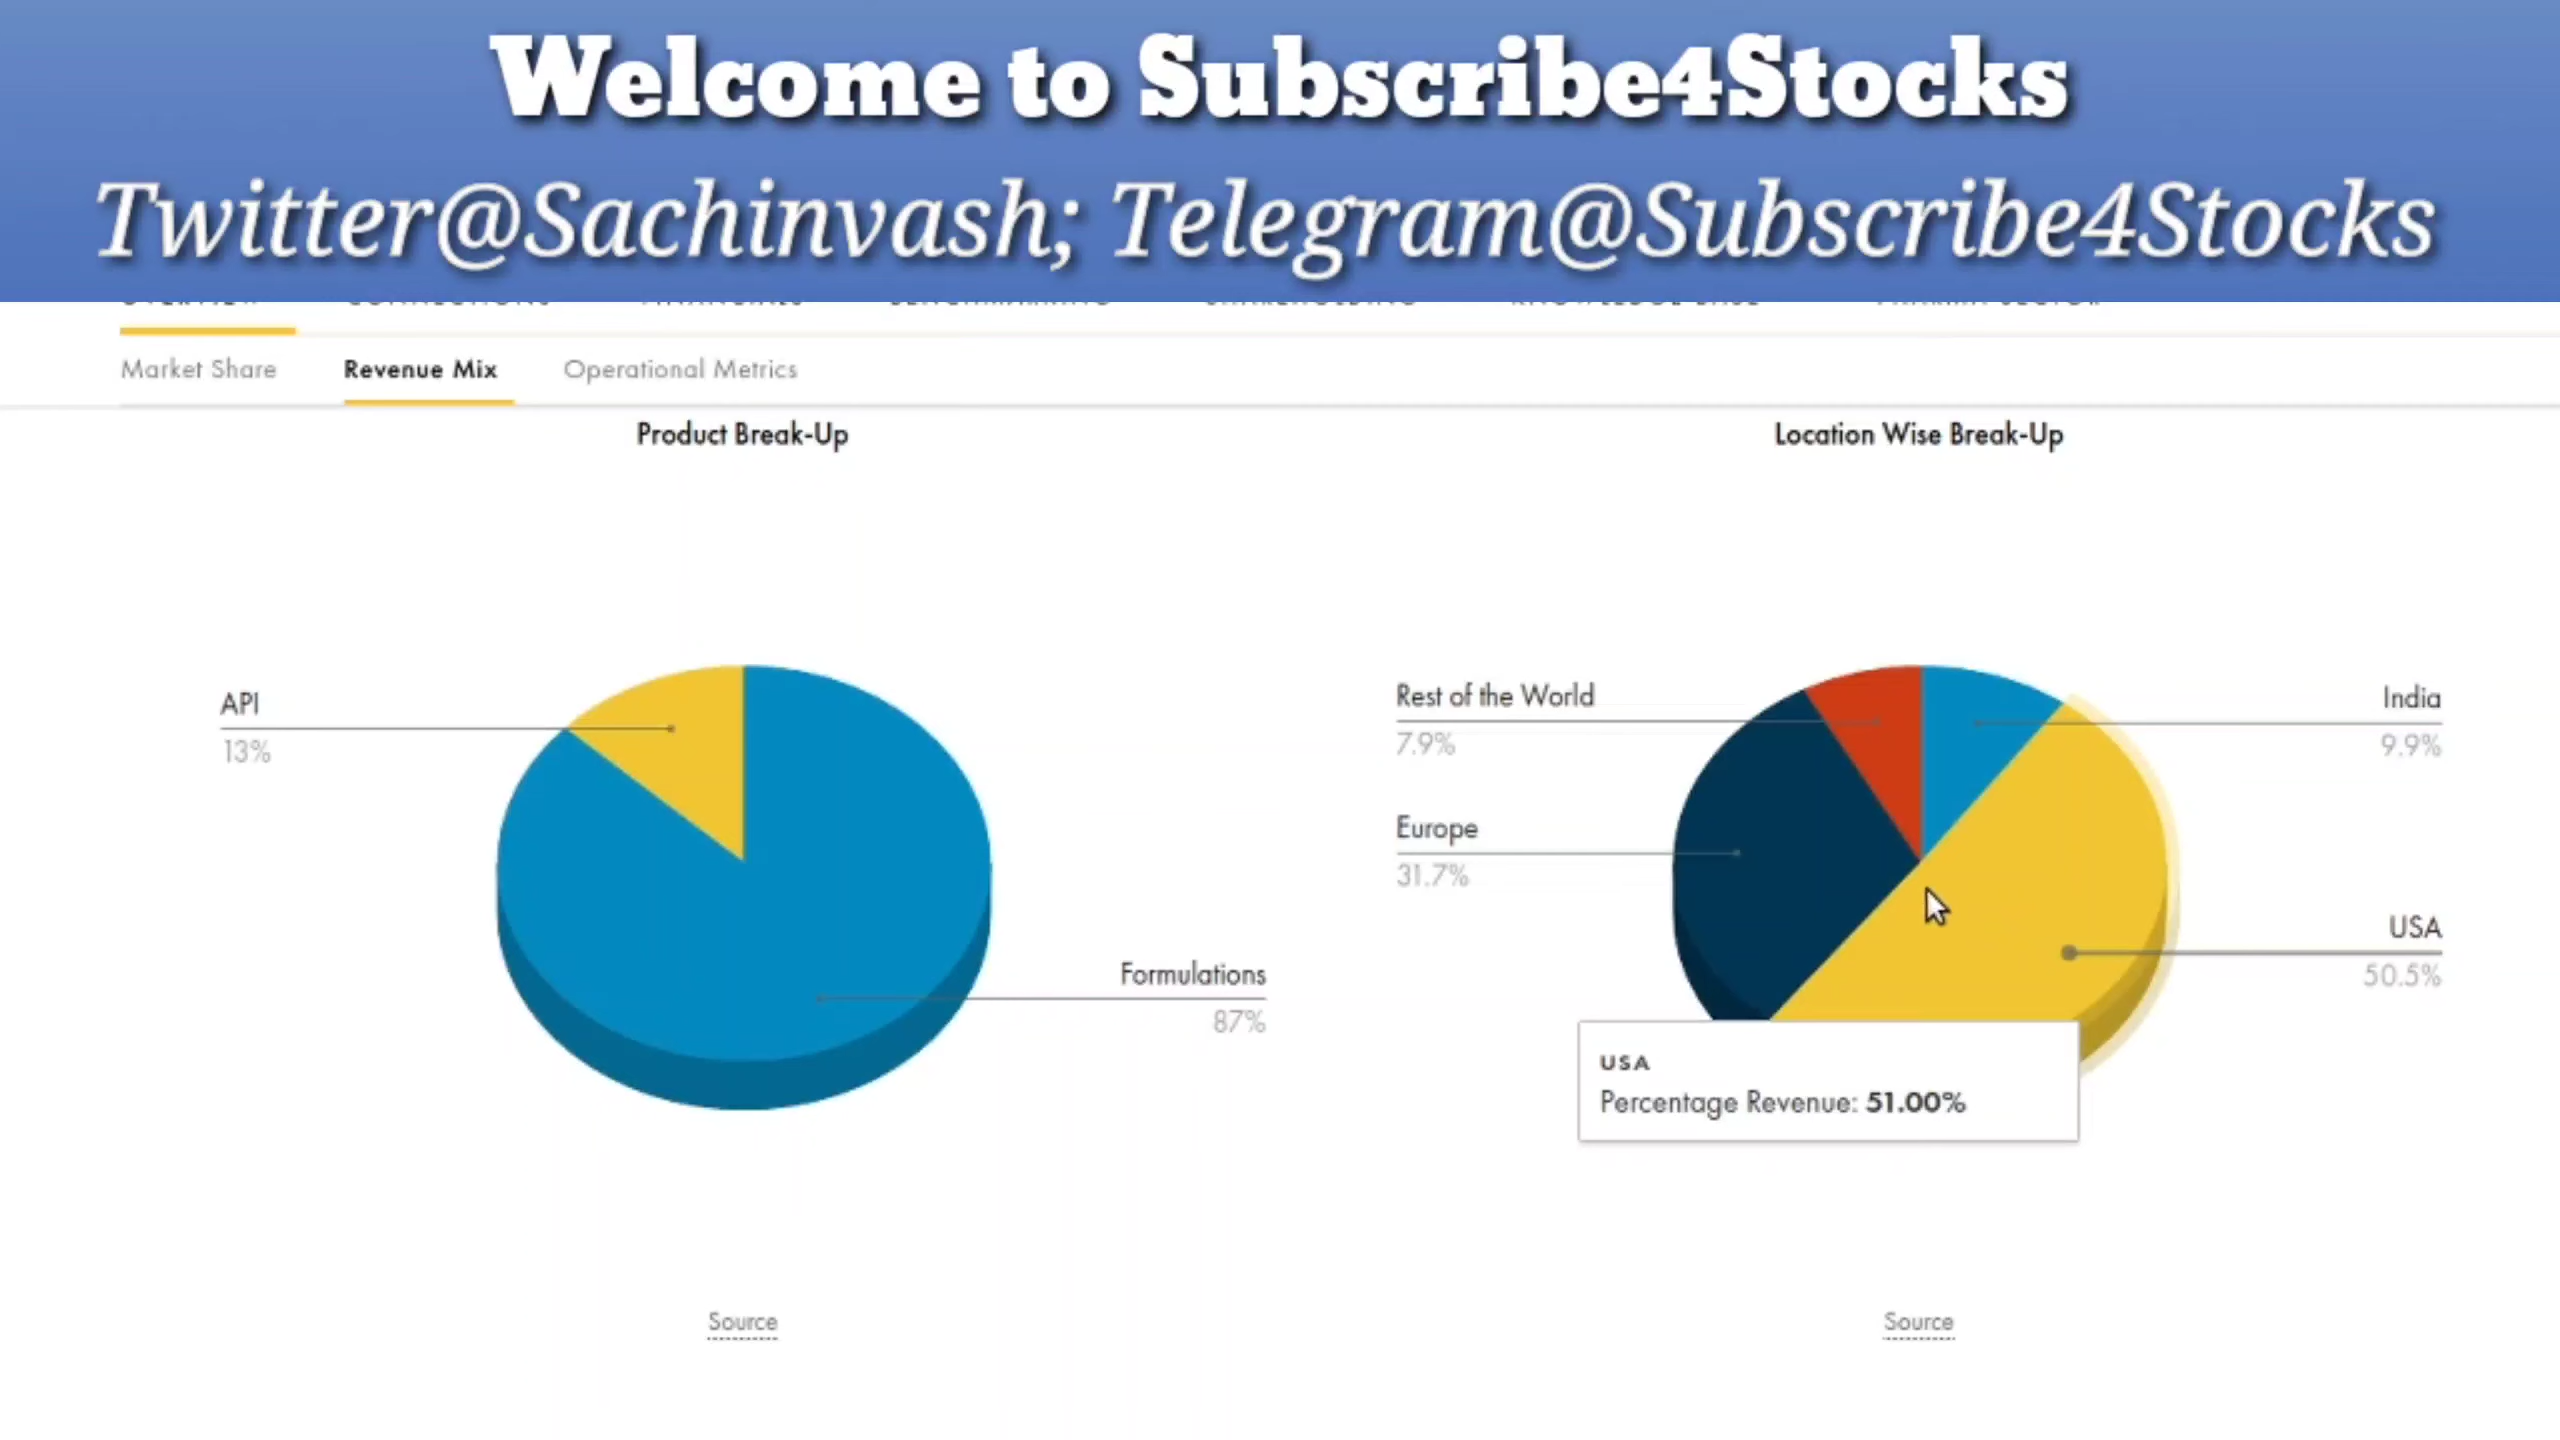 Welcome to Subscribe4Stocks
Twitter@Sachinvash; Telegram@Subscribe4Stocks
Market Share
Revenue Mix
Operational Metrics
Product Break-Up
API
13%
Formulations
87%
Source
Location Wise Break-Up
Rest of the World
7.9%
India
9.9%
Europe
31.7%
USA
50.5%
USA
Percentage Revenue: 51.00%
Source